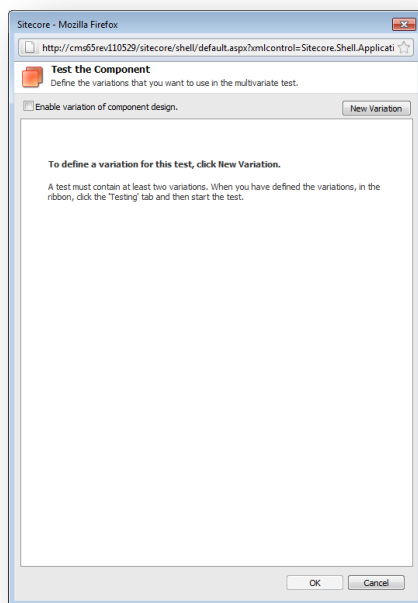 Sitecore - Mozilla Firefox
http://cms65rev110529/sitecore/shell/default.aspx?xmlcontrol=Sitecore.Shell.Applicati
Test the Component
Define the variations that you want to use in the multivariate test.
Enable variation of component design.
New Variation
To define a variation for this test, click New Variation.
A test must contain at least two variations. When you have defined the variations, in the
ribbon, click the 'Testing' tab and then start the test.
OK Cancel